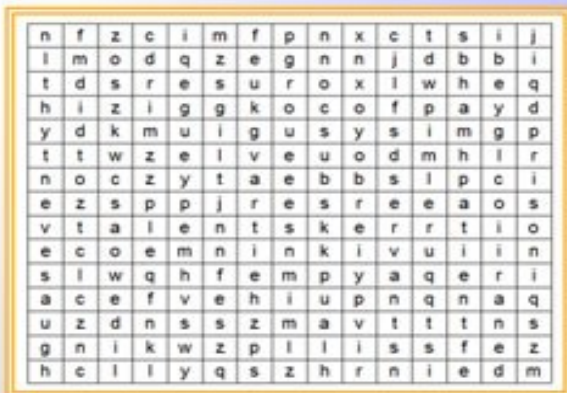 n f z c i m f p n x c t s i j
l m o d q z e g n n j d b b i
t d s r e s u r o x l w h e q
h i z i g g k o c o f p a y d
y d k m u i g u s y s i m g p
t t w z e l v e u o d m h l r
n o c z y t a e b b s l p c i
e z s p p j r e s r e e a o s
v t a l e n t s k e r r t i o
e c o e m n i n k i v u i i n
s l w q h f e m p y a q e r i
a c e f v e h i u p n q n a q
u z d n s s z m a v t t t n s
g n i k w z p l l i s s f e z
h c l l y q s z h r n i e d m